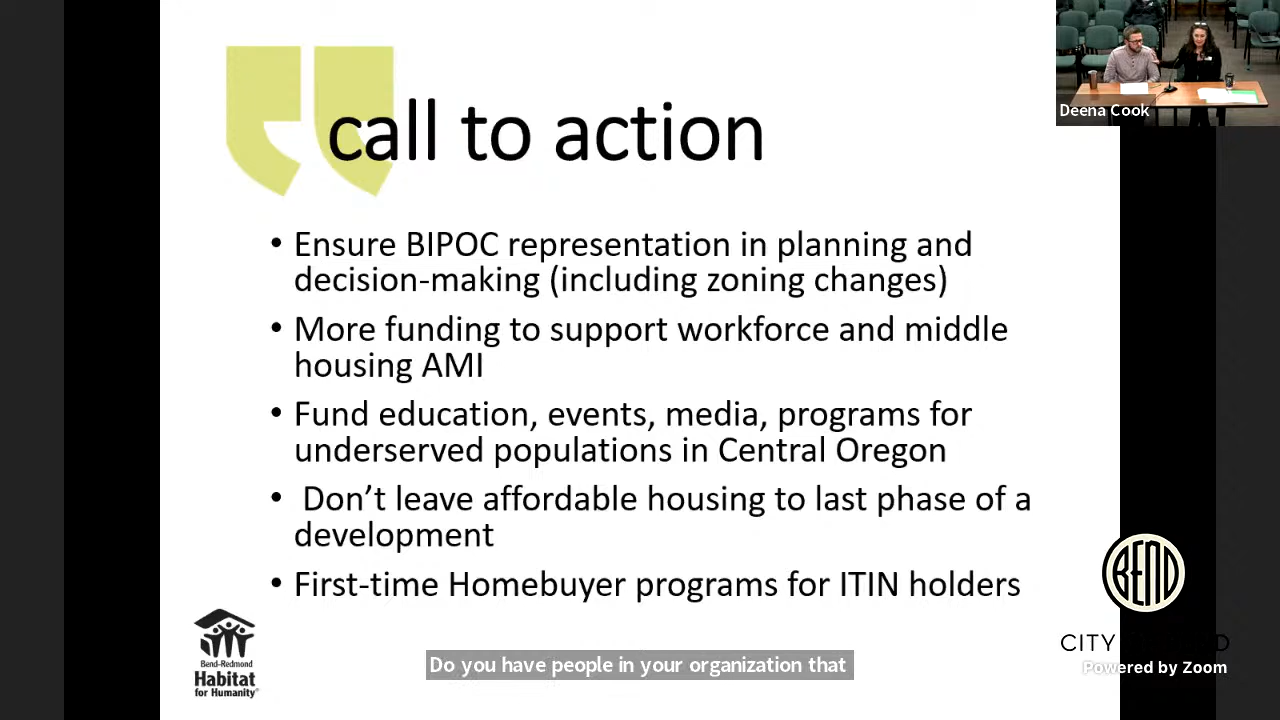 Deena Cook
call to action
• Ensure BIPOC representation in planning and
decision-making (including zoning changes)
• More funding to support workforce and middle
housing AMI
• Fund education, events, media, programs for
underserved populations in Central Oregon
• Don’t leave affordable housing to last phase of a
development
• First-time Homebuyer programs for ITIN holders
BEND
CITY
Bend-Redmond
Habitat
for Humanity®
Do you have people in your organization that
Powered by Zoom